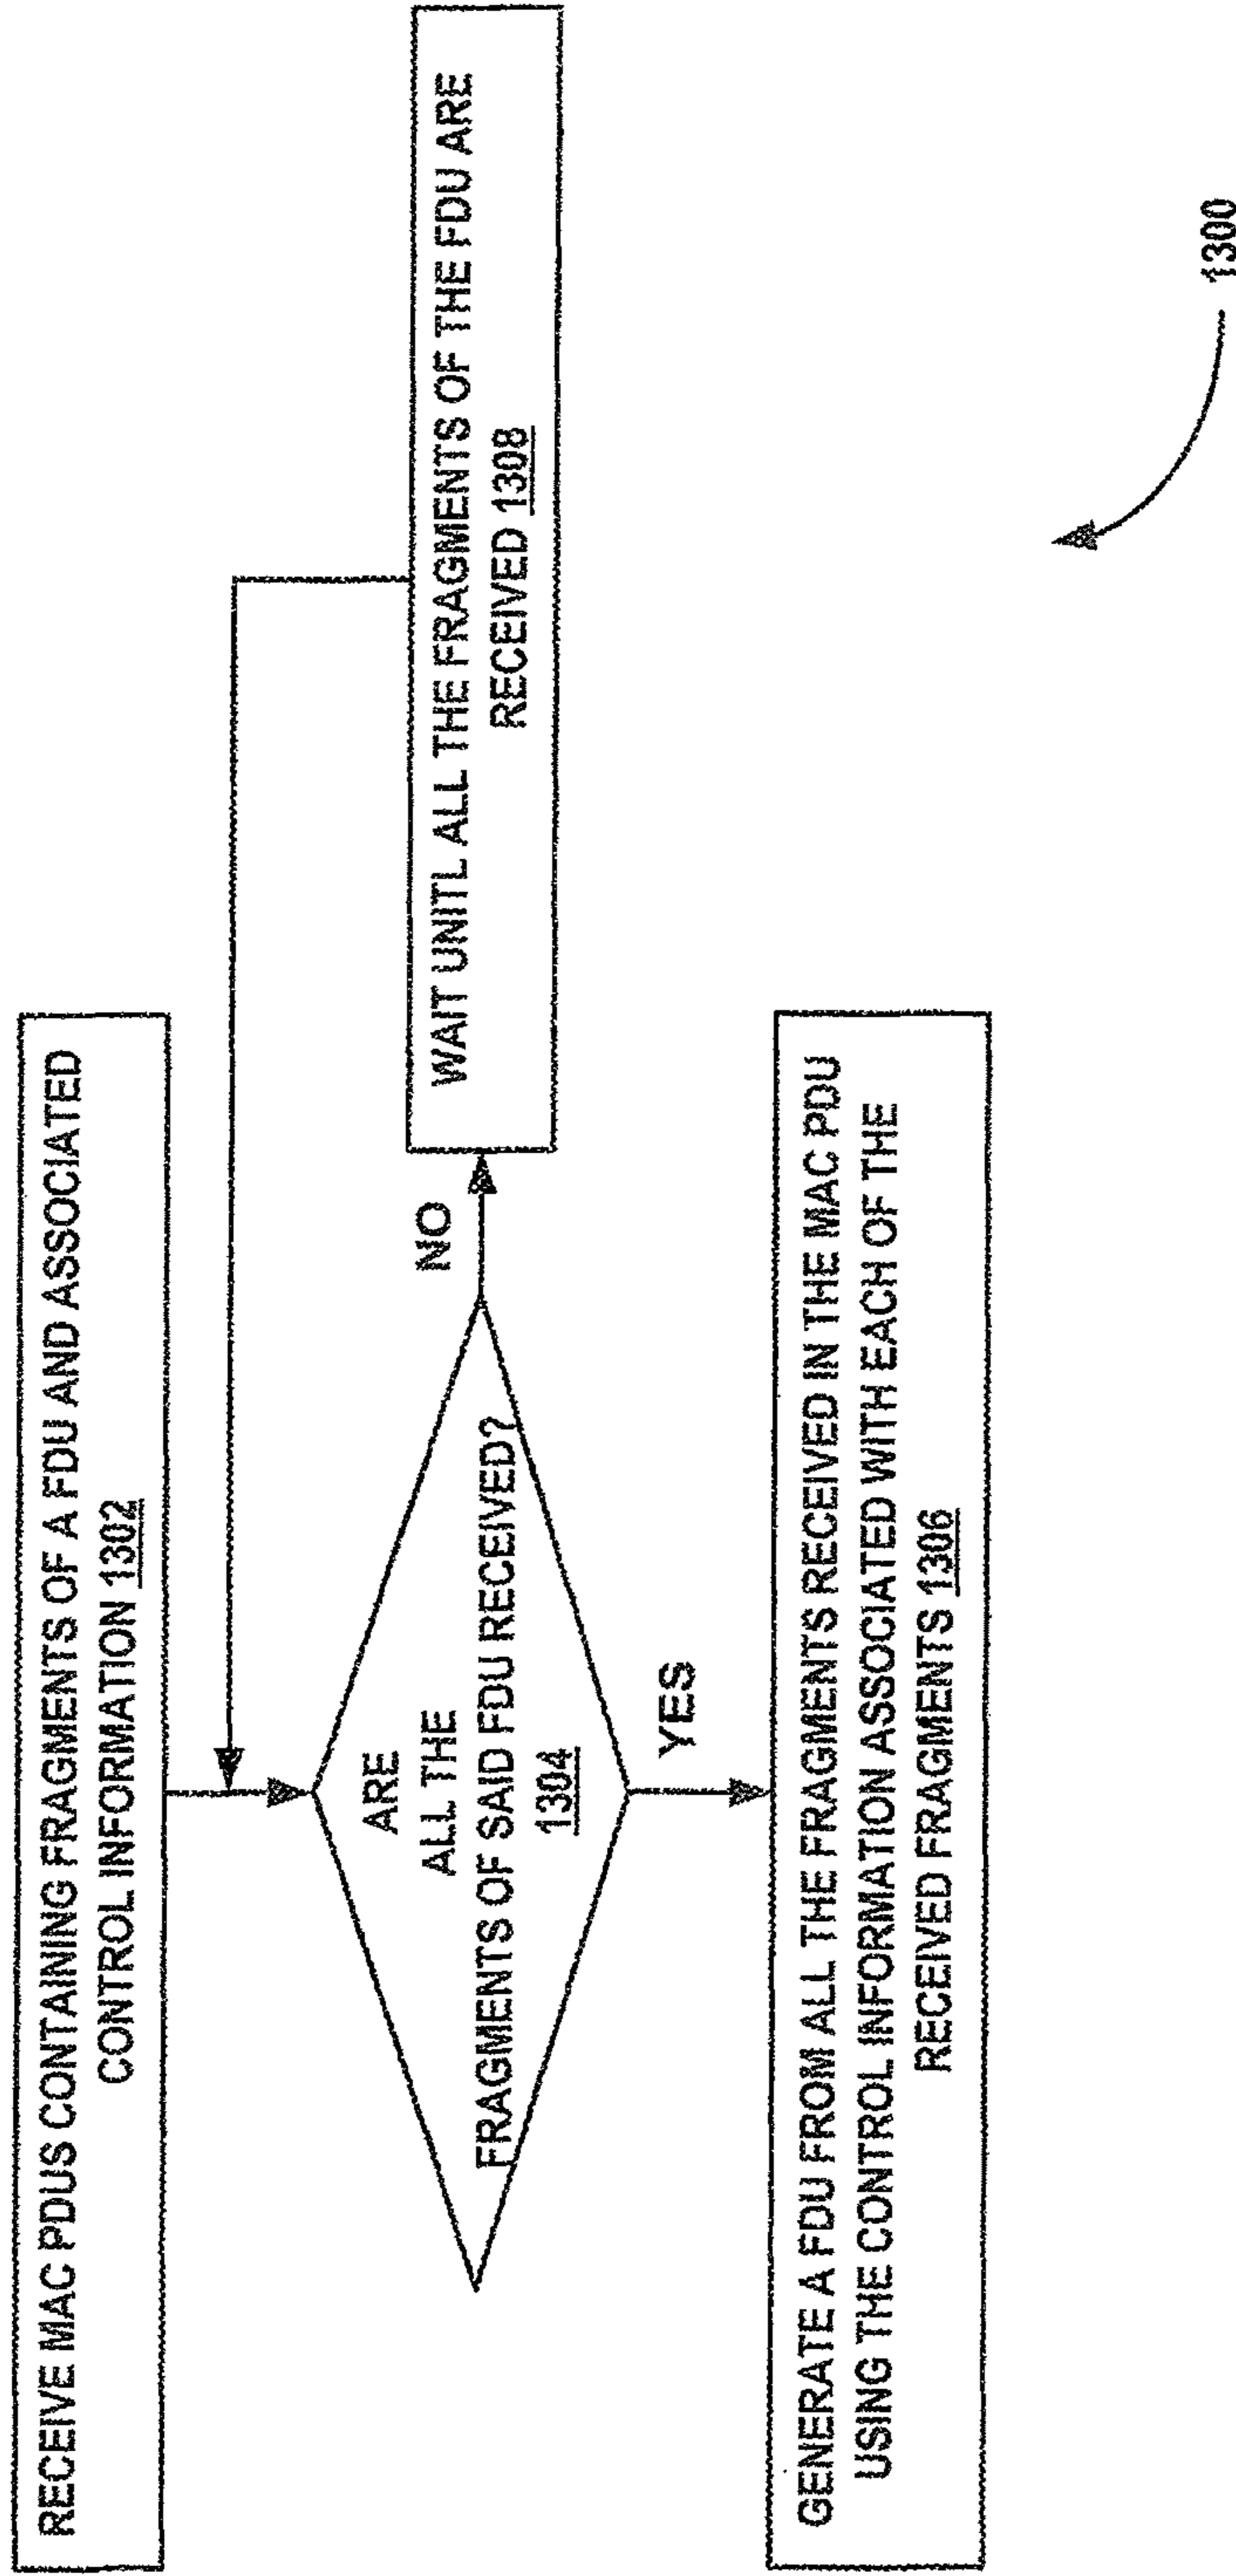 RECEIVE MAC PDUS CONTAINING FRAGMENTS OF A FDU AND ASSOCIATED
CONTROL INFORMATION 1302
ARE
ALL THE
FRAGMENTS OF SAID FDU RECEIVED?
1304
NO
WAIT UNITL ALL THE FRAGMENTS OF THE FDU ARE
RECEIVED 1308
YES
GENERATE A FDU FROM ALL THE FRAGMENTS RECEIVED IN THE MAC PDU
USING THE CONTROL INFORMATION ASSOCIATED WITH EACH OF THE
RECEIVED FRAGMENTS 1306
1300